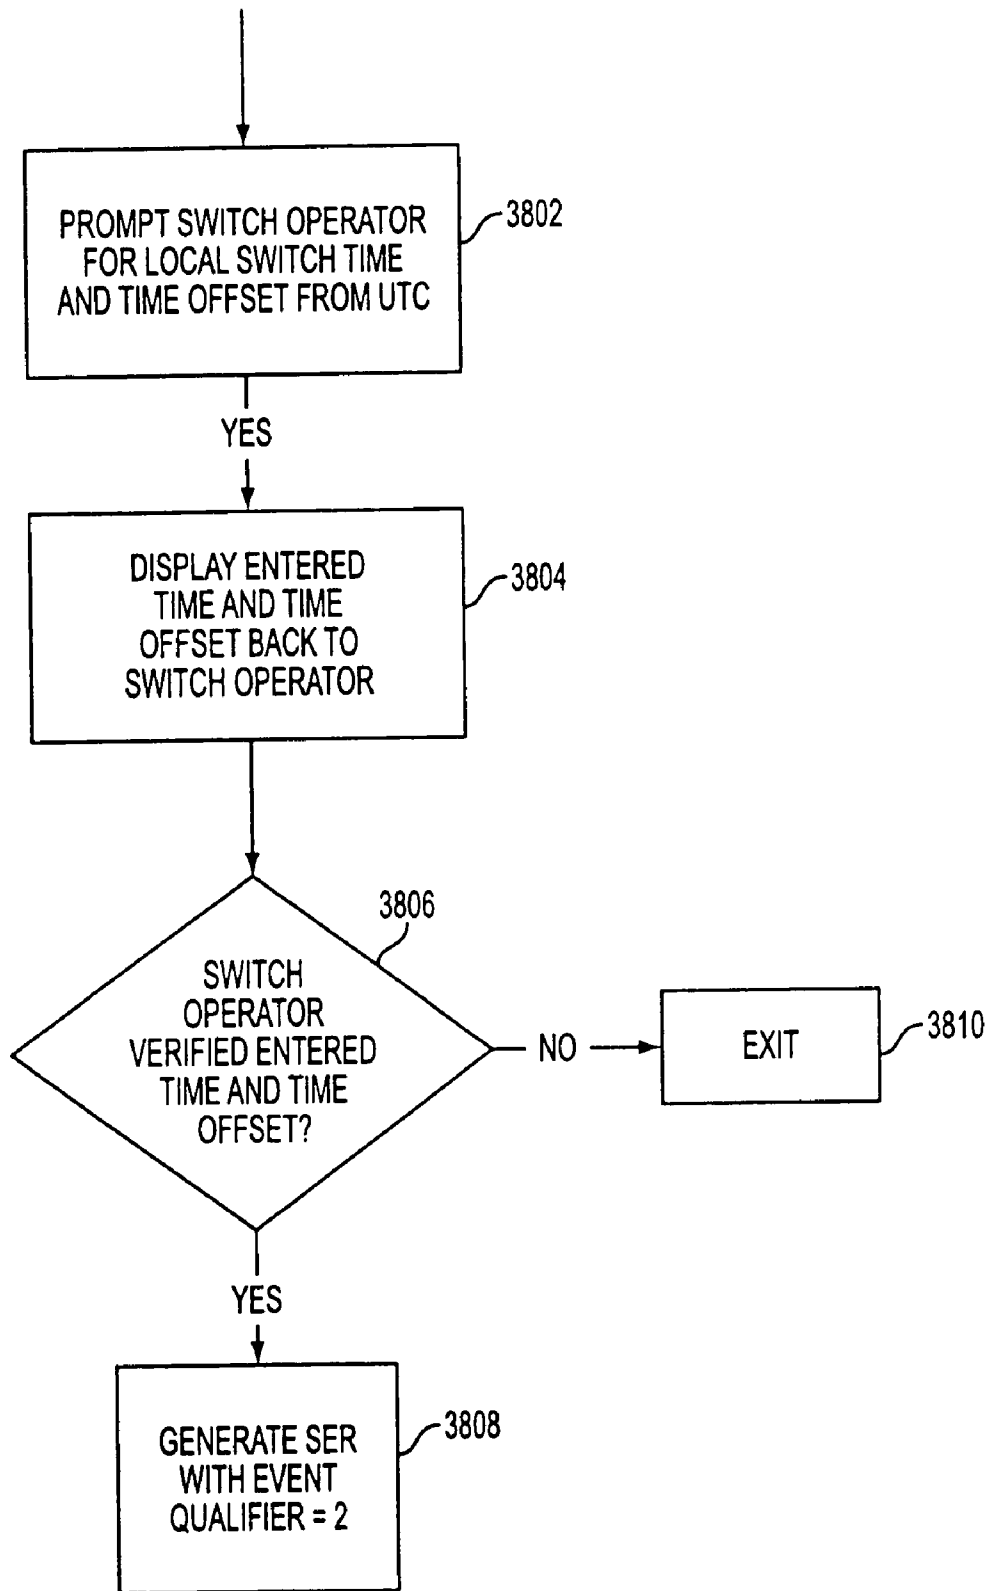 PROMPT SWITCH OPERATOR
FOR LOCAL SWITCH TIME
AND TIME OFFSET FROM UTC
3802
YES
DISPLAY ENTERED
TIME AND TIME
OFFSET BACK TO
SWITCH OPERATOR
3804
3806
SWITCH
OPERATOR
VERIFIED ENTERED
TIME AND TIME
OFFSET?
NO
EXIT
3810
YES
GENERATE SER
WITH EVENT
QUALIFIER = 2
3808